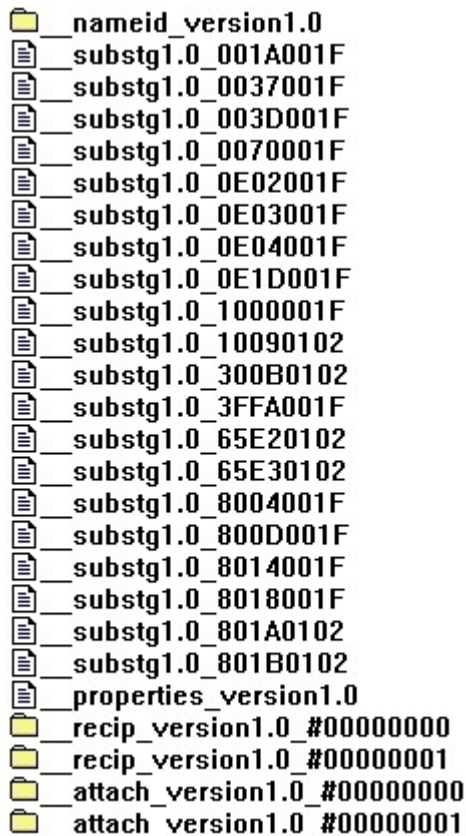 __nameid_version1.0
__substg1.0_001A001F
__substg1.0_0037001F
__substg1.0_003D001F
__substg1.0_0070001F
__substg1.0_0E02001F
__substg1.0_0E03001F
__substg1.0_0E04001F
__substg1.0_0E1D001F
__substg1.0_1000001F
__substg1.0_10090102
__substg1.0_300B0102
__substg1.0_3FFA001F
__substg1.0_65E20102
__substg1.0_65E30102
__substg1.0_8004001F
__substg1.0_800D001F
__substg1.0_8014001F
__substg1.0_8018001F
__substg1.0_801A0102
__substg1.0_801B0102
__properties_version1.0
__recip_version1.0_#00000000
__recip_version1.0_#00000001
__attach_version1.0_#00000000
__attach_version1.0_#00000001